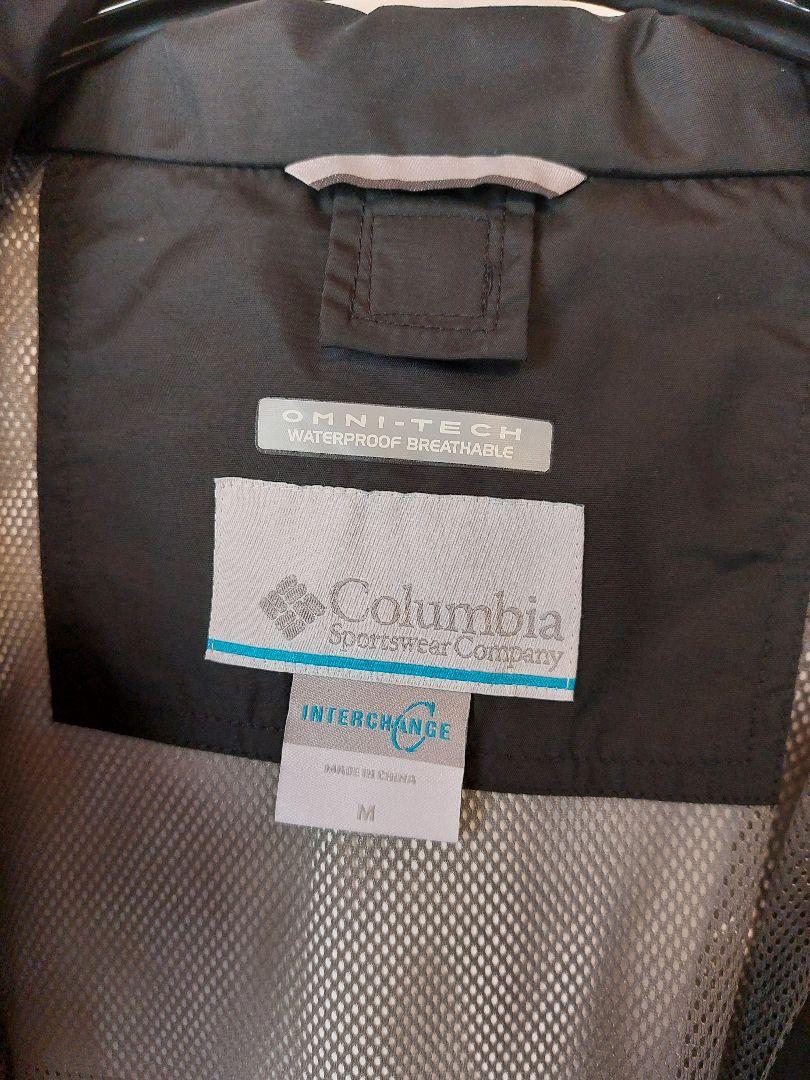 OMNI-TECH
WATERPROOF BREATHABLE
Columbia
Sportswear Company
INTERCHANGE
MADE IN CHINA
M